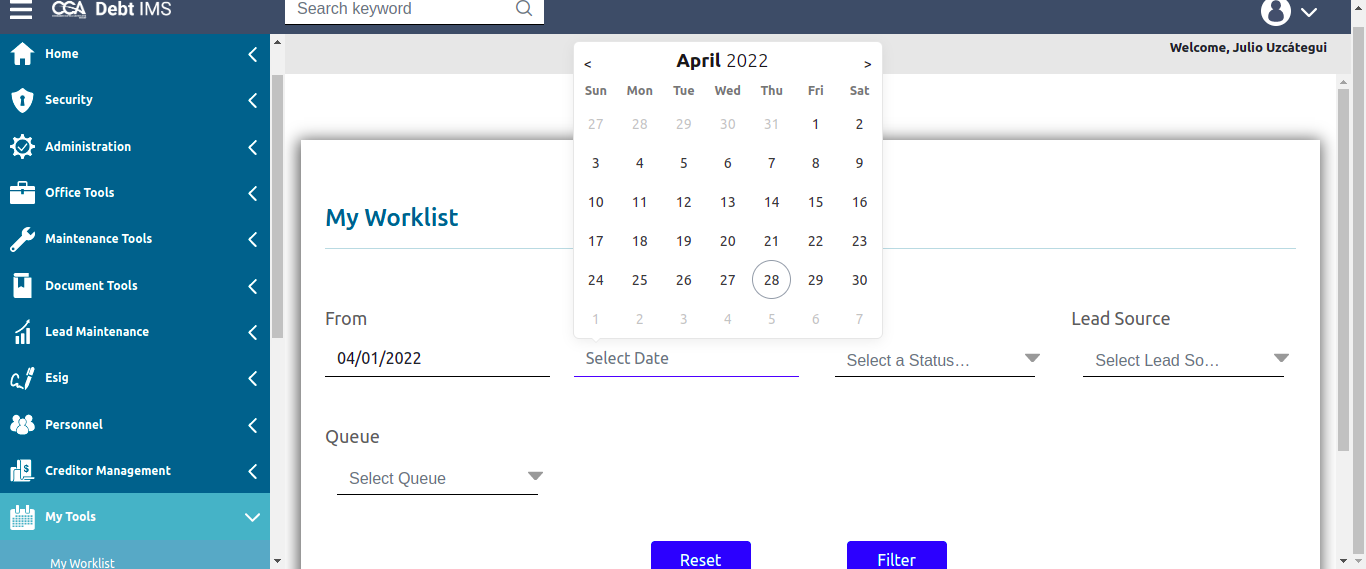 CGA Debt IMS
Search keyword
Welcome, Julio Uzcátegui
Home
Security
Administration
Office Tools
Maintenance Tools
Document Tools
Lead Maintenance
Esig
Personnel
Creditor Management
My Tools
My Worklist
< April 2022 >
Sun Mon Tue Wed Thu Fri Sat
27 28 29 30 31 1 2
3 4 5 6 7 8 9
10 11 12 13 14 15 16
17 18 19 20 21 22 23
24 25 26 27 28 29 30
1 2 3 4 5 6 7
My Worklist
From
Lead Source
04/01/2022
Select Date
Select a Status…
Select Lead So…
Queue
Select Queue
Reset
Filter